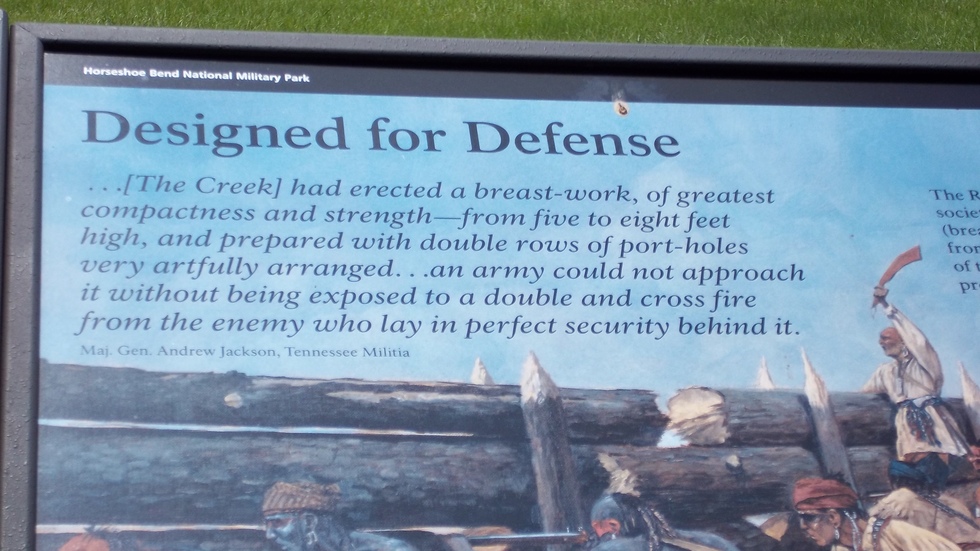 Horseshoe Bend National Military Park
Designed for Defense
. . .[The Creek] had erected a breast-work, of greatest
compactness and strength—from five to eight feet
high, and prepared with double rows of port-holes
very artfully arranged. . .an army could not approach
it without being exposed to a double and cross fire
from the enemy who lay in perfect security behind it.
Maj. Gen. Andrew Jackson, Tennessee Militia
The
of